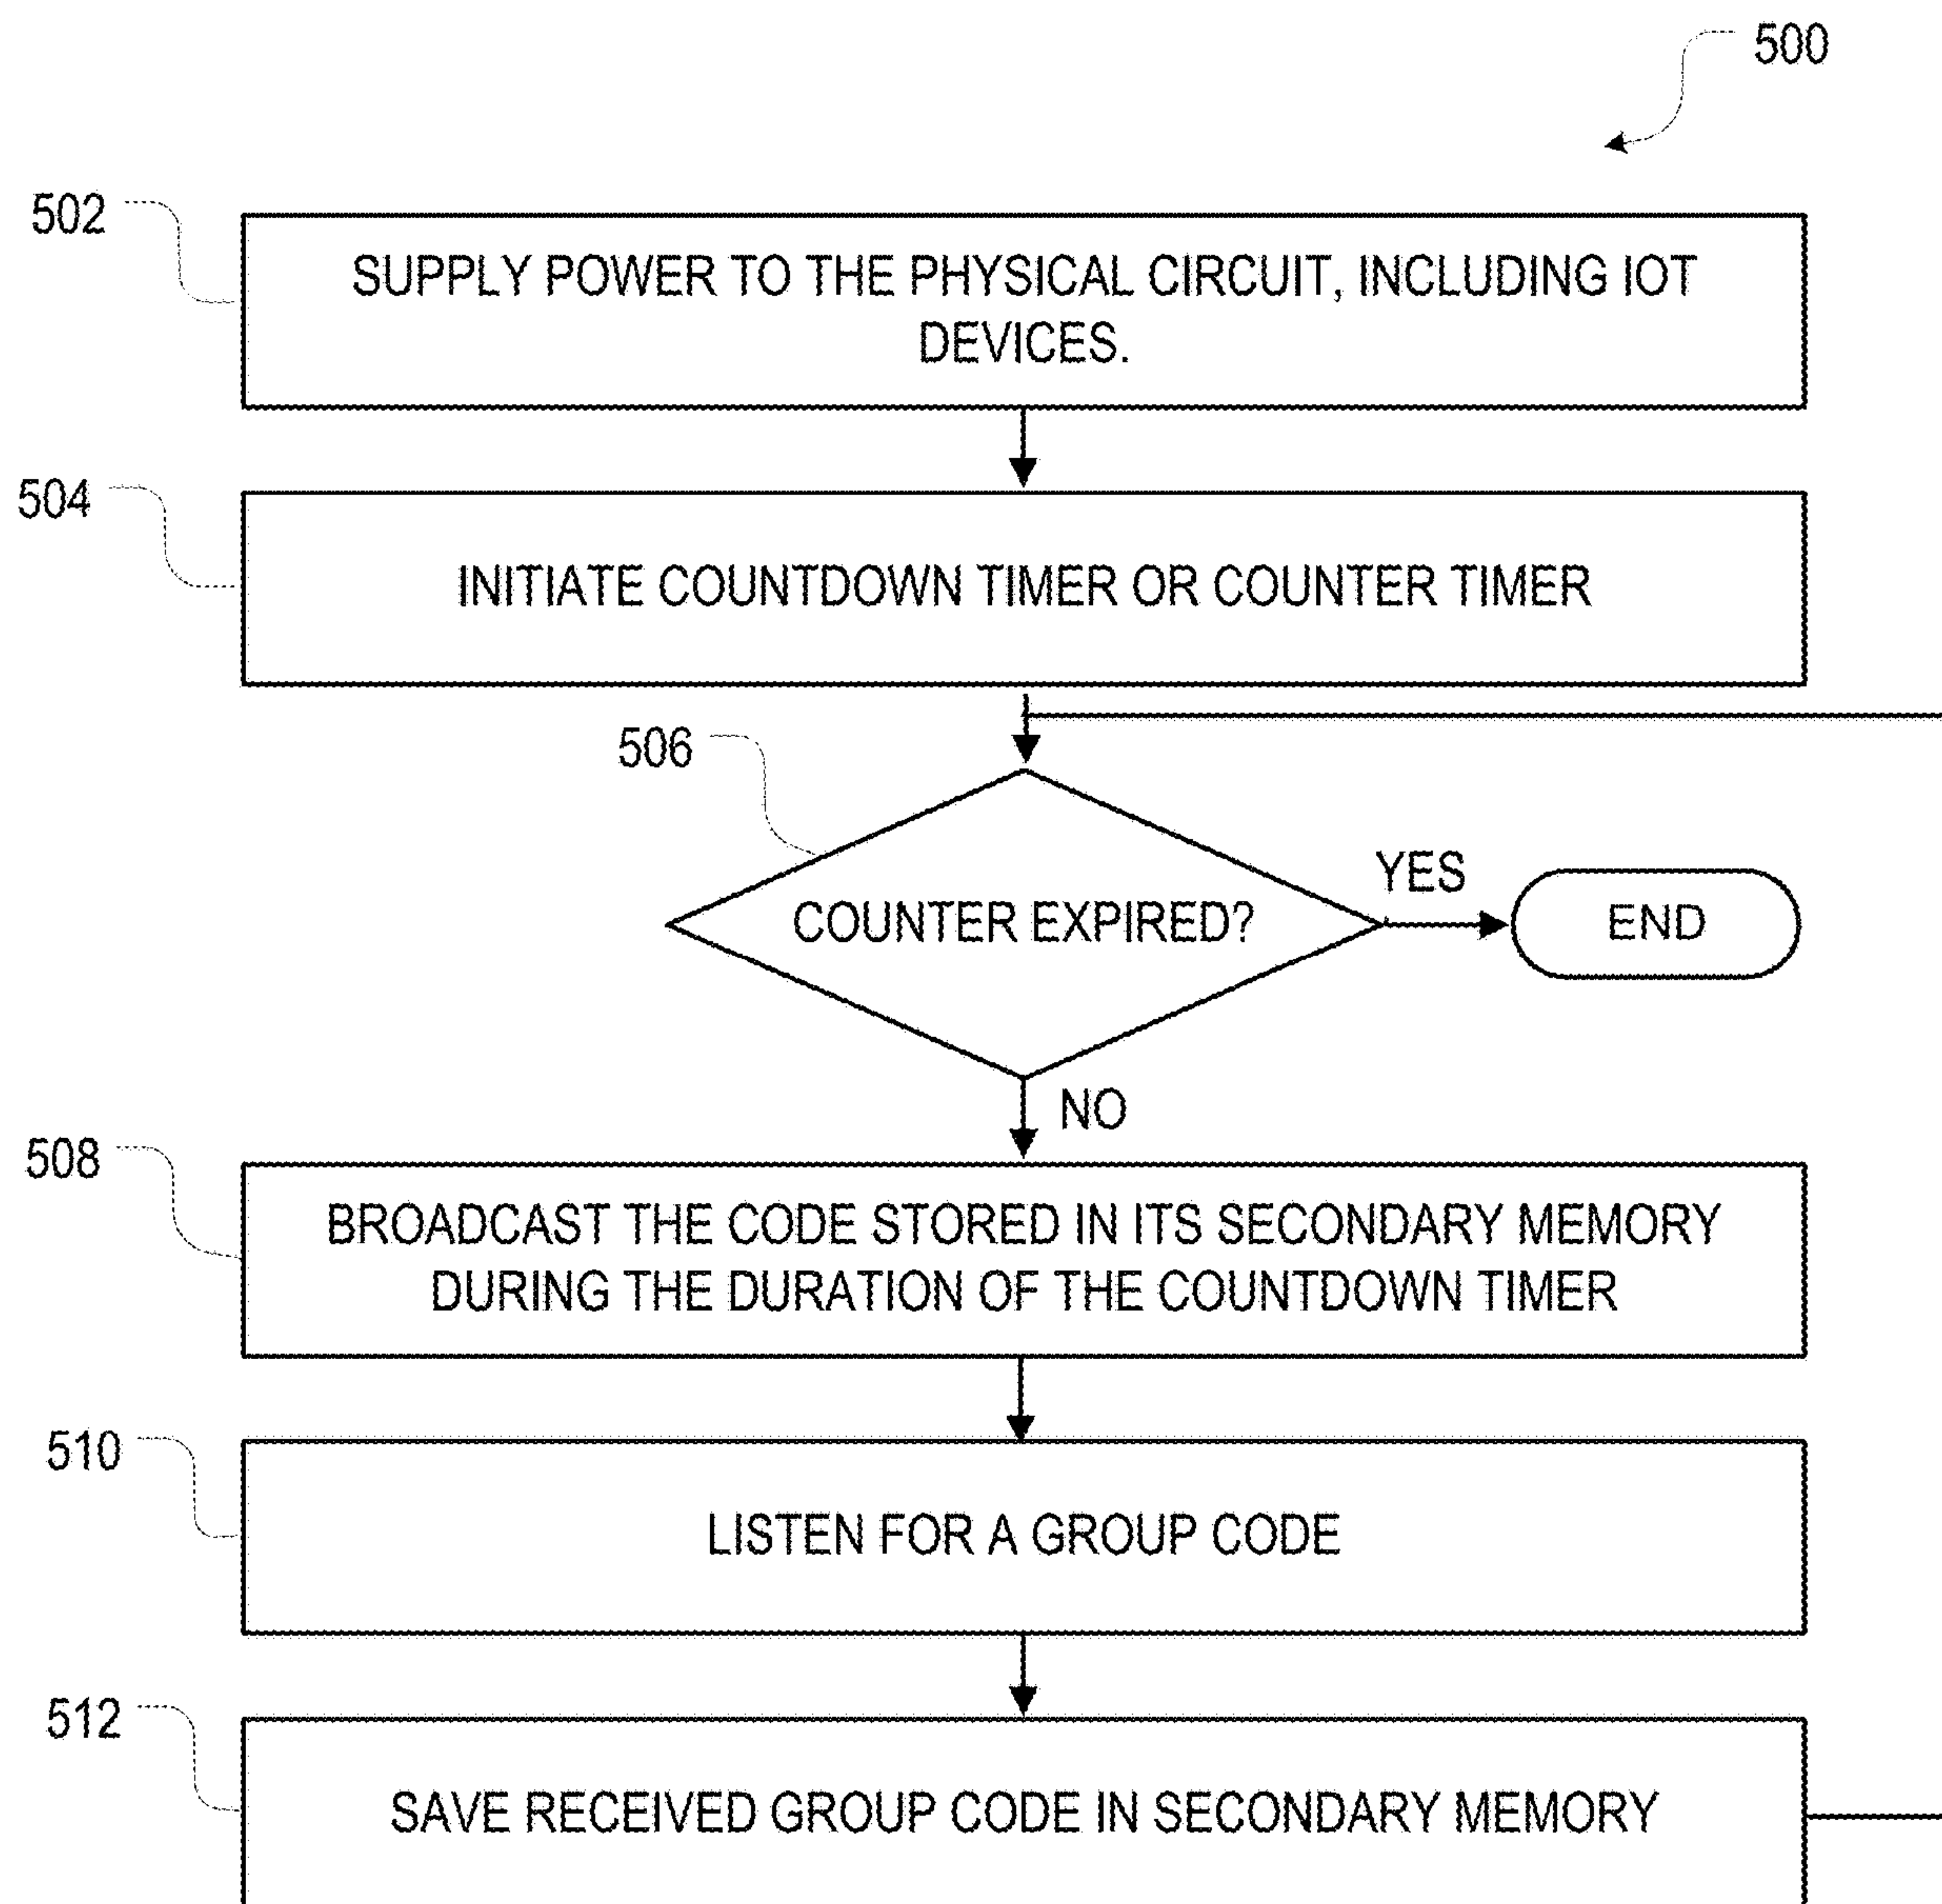 500
502
SUPPLY POWER TO THE PHYSICAL CIRCUIT, INCLUDING IOT
DEVICES.
504
INITIATE COUNTDOWN TIMER OR COUNTER TIMER
506
COUNTER EXPIRED?
YES
END
NO
508
BROADCAST THE CODE STORED IN ITS SECONDARY MEMORY
DURING THE DURATION OF THE COUNTDOWN TIMER
510
LISTEN FOR A GROUP CODE
512
SAVE RECEIVED GROUP CODE IN SECONDARY MEMORY